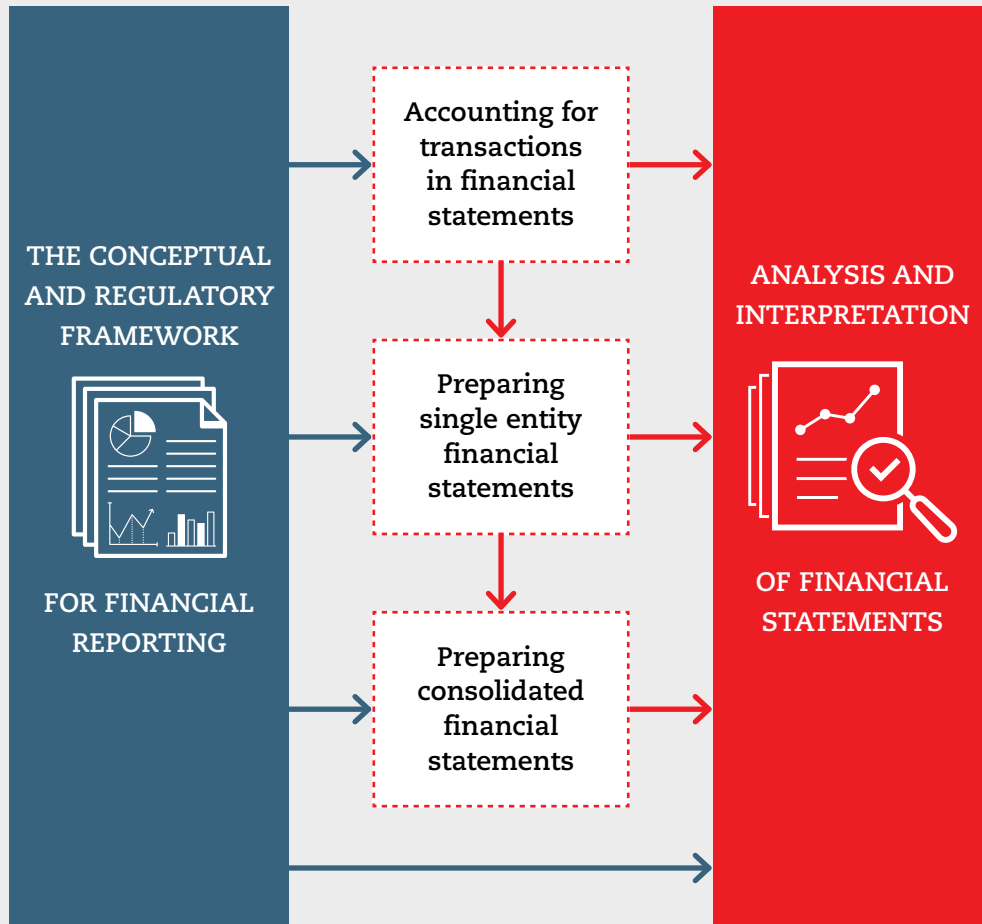 THE CONCEPTUAL
AND REGULATORY
FRAMEWORK
FOR FINANCIAL
REPORTING
Accounting for
transactions
in financial
statements
Preparing
single entity
financial
statements
Preparing
consolidated
financial
statements
ANALYSIS AND
INTERPRETATION
OF FINANCIAL
STATEMENTS